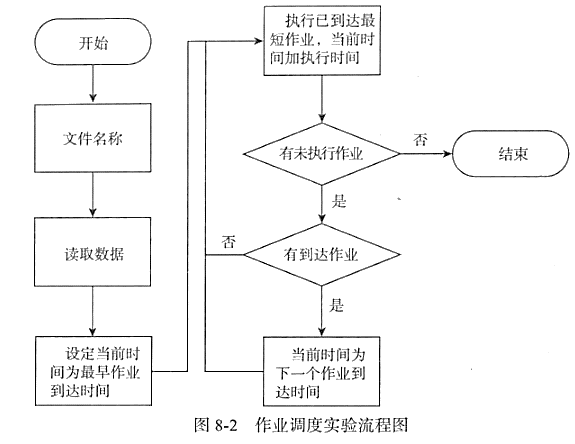 开始
文件名称
读取数据
设定当前时
间为最早作业
到达时间
执行已到达最
短作业，当前时
间加执行时间
有未执行作业
否
结束
是
有到达作业
否
是
当前时间为
下一个作业到
达时间
图 8-2 作业调度实验流程图